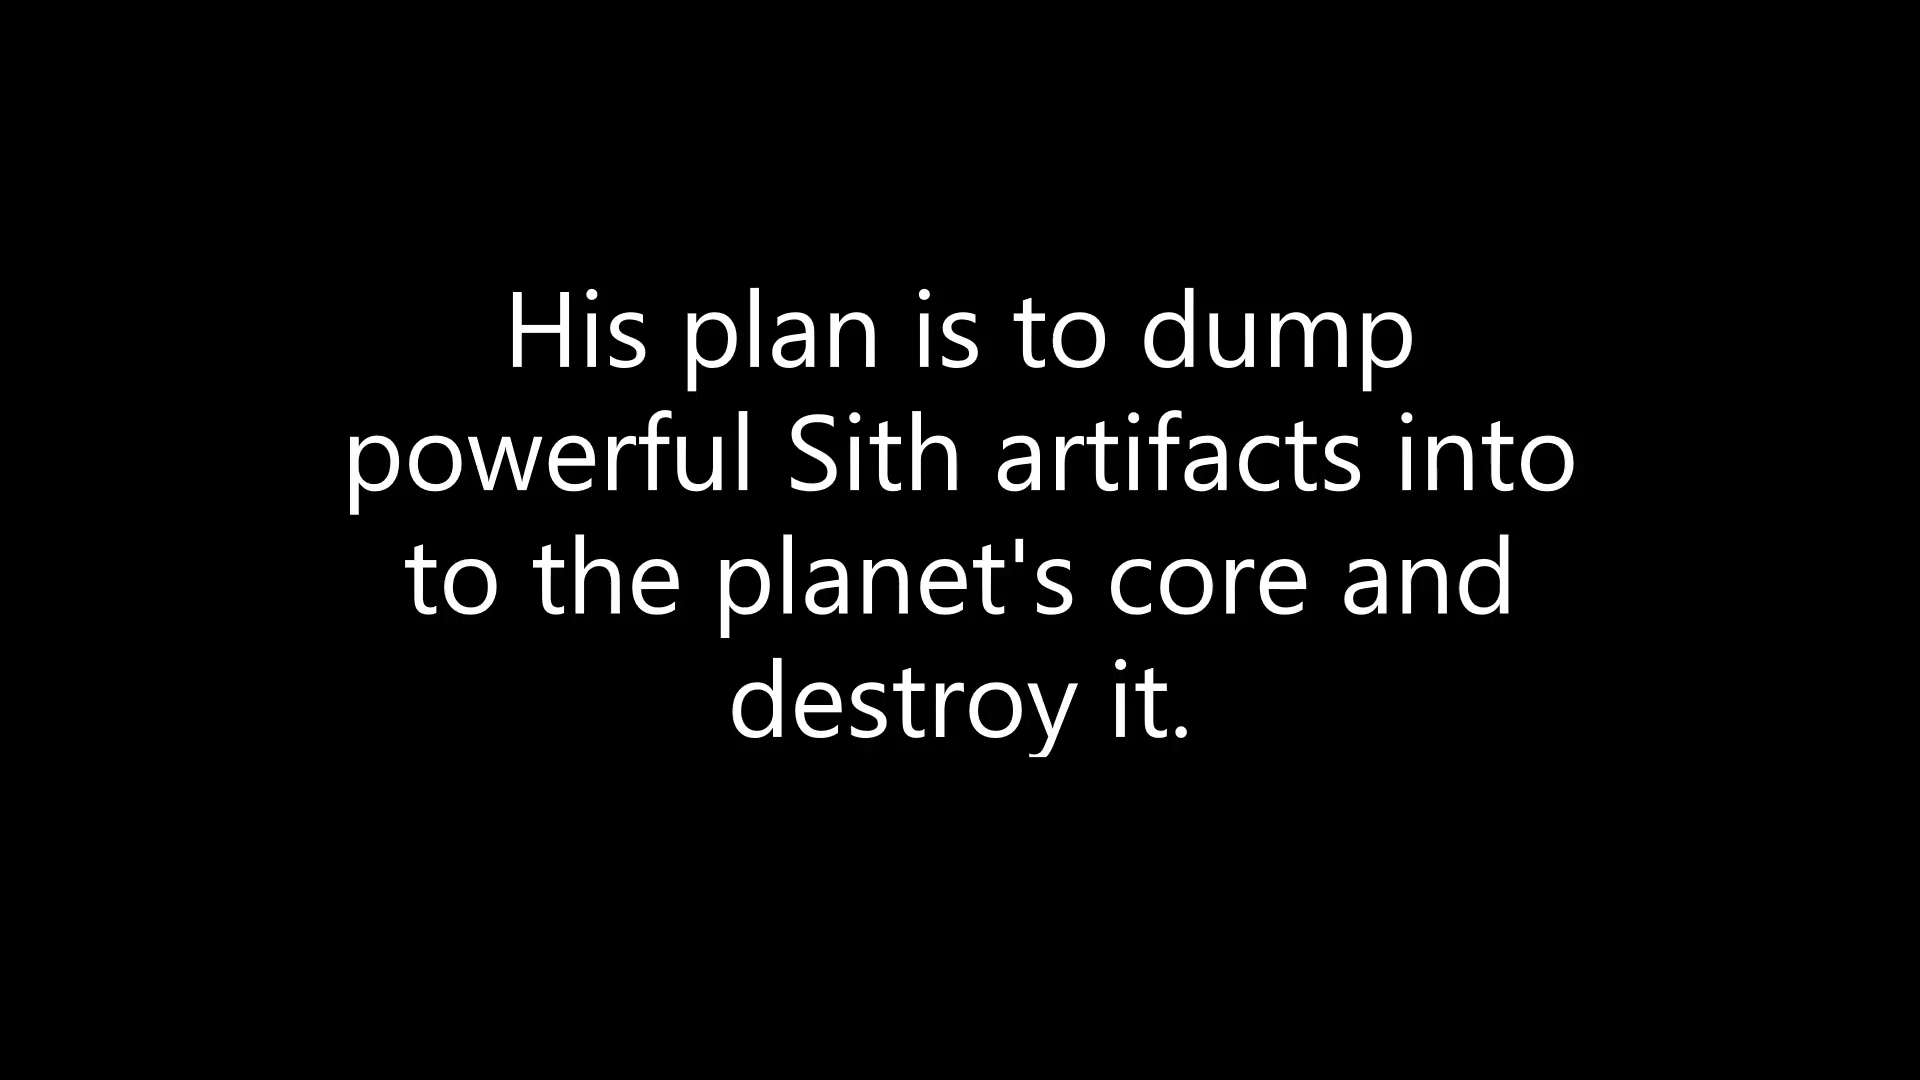 His plan is to dump
powerful Sith artifacts into
to the planet's core and
destroy it.